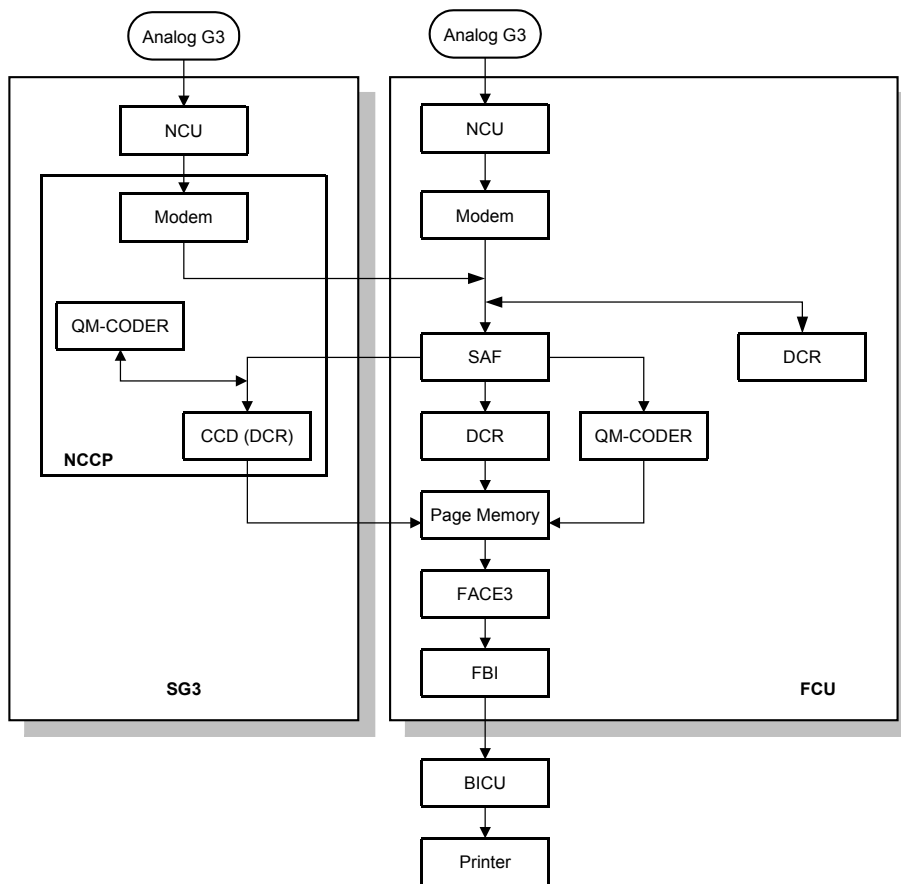 Analog G3
Analog G3
NCU
NCU
Modem
Modem
QM-CODER
SAF
DCR
CCD (DCR)
DCR
QM-CODER
NCCP
Page Memory
FACE3
FBI
SG3
FCU
BICU
Printer